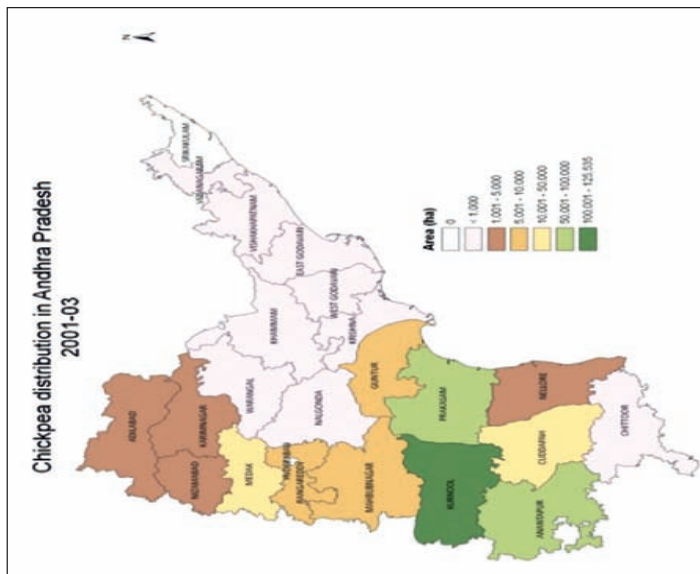 Chickpea distribution in Andhra Pradesh
2001-03
N
SRIKAKULAM
VIZIANAGARAM
VISHAKHAPATNAM
EAST GODAVARI
WEST GODAVARI
KHAMMAM
KRISHNA
WARANGAL
NALGONDA
GUNTUR
ADILABAD
KARIMNAGAR
NIZAMABAD
MEDAK
RANGAREDDY
MAHBUBNAGAR
PRAKASAM
KURNOOL
NELLORE
CUDDAPAH
ANANTAPUR
CHITTOOR
Area (ha)
0
< 1,000
1,001 - 5,000
5,001 - 10,000
10,001 - 50,000
50,001 - 100,000
100,001 - 125,535